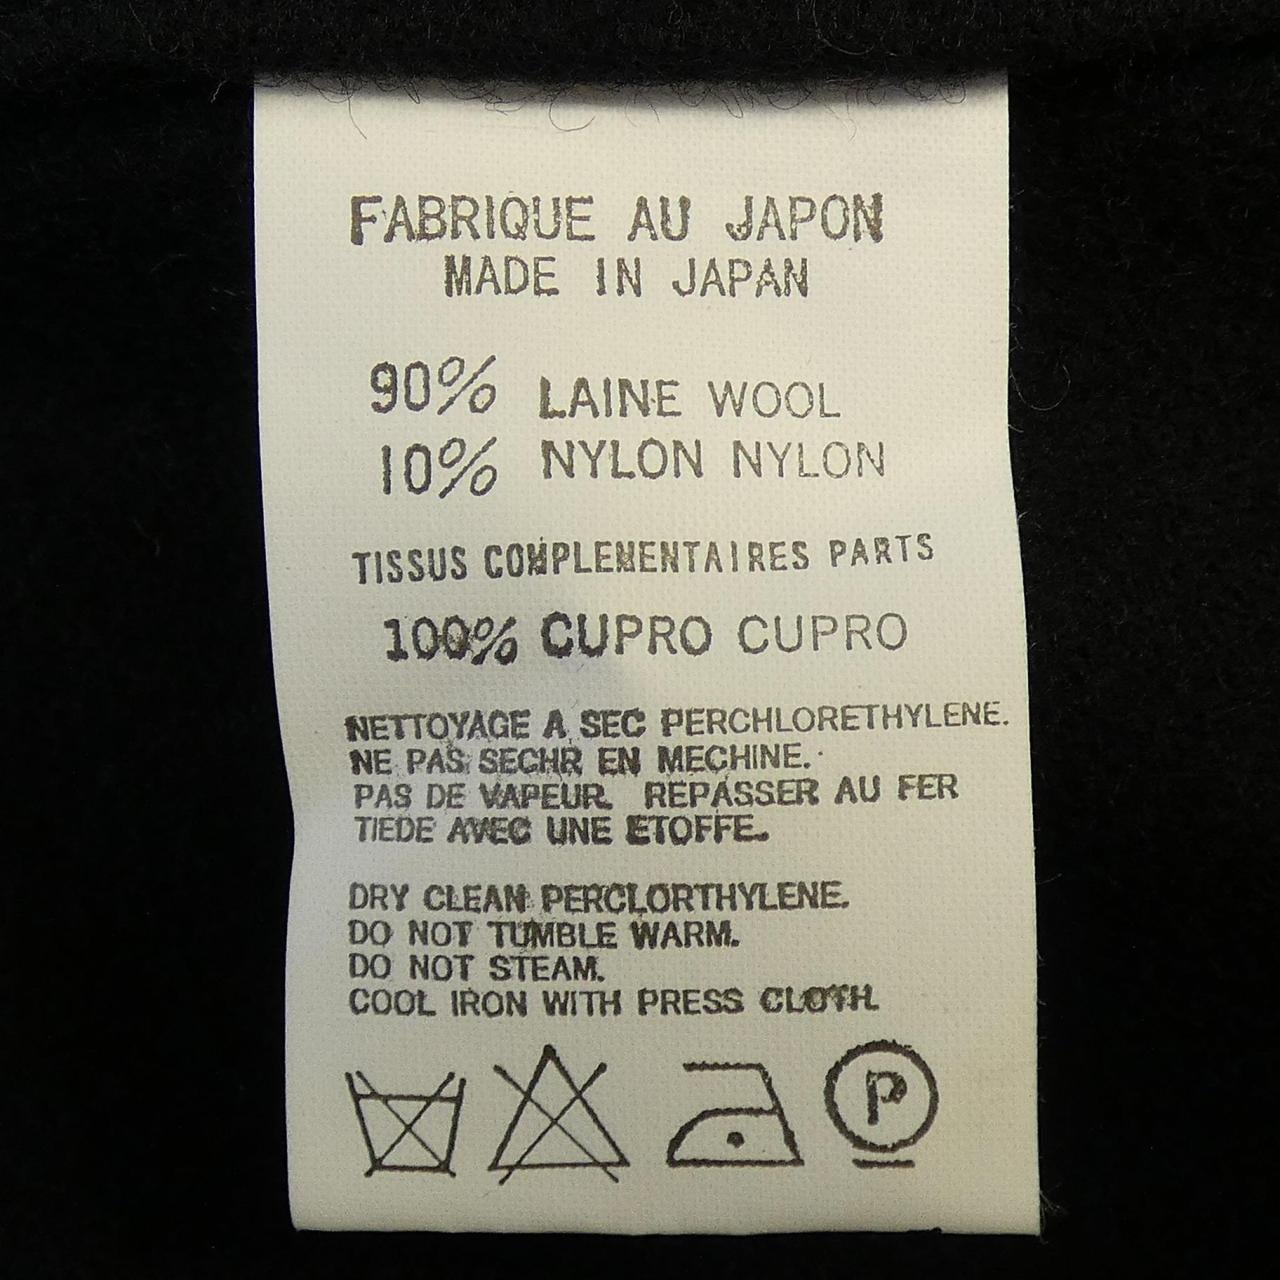 FABRIQUE AU JAPON
MADE IN JAPAN
90% LAINE WOOL
10% NYLON NYLON
TISSUS COMPLEMENTAIRES PARTS
100% CUPRO CUPRO
NETTOYAGE A SEC PERCHLORETHYLENE.
NE PAS SECHR EN MECHINE.
PAS DE VAPEUR. REPASSER AU FER
TIEDE AVEC UNE ETOFFE.
DRY CLEAN PERCLORTHYLENE.
DO NOT TUMBLE WARM.
DO NOT STEAM.
COOL IRON WITH PRESS CLOTH.
P